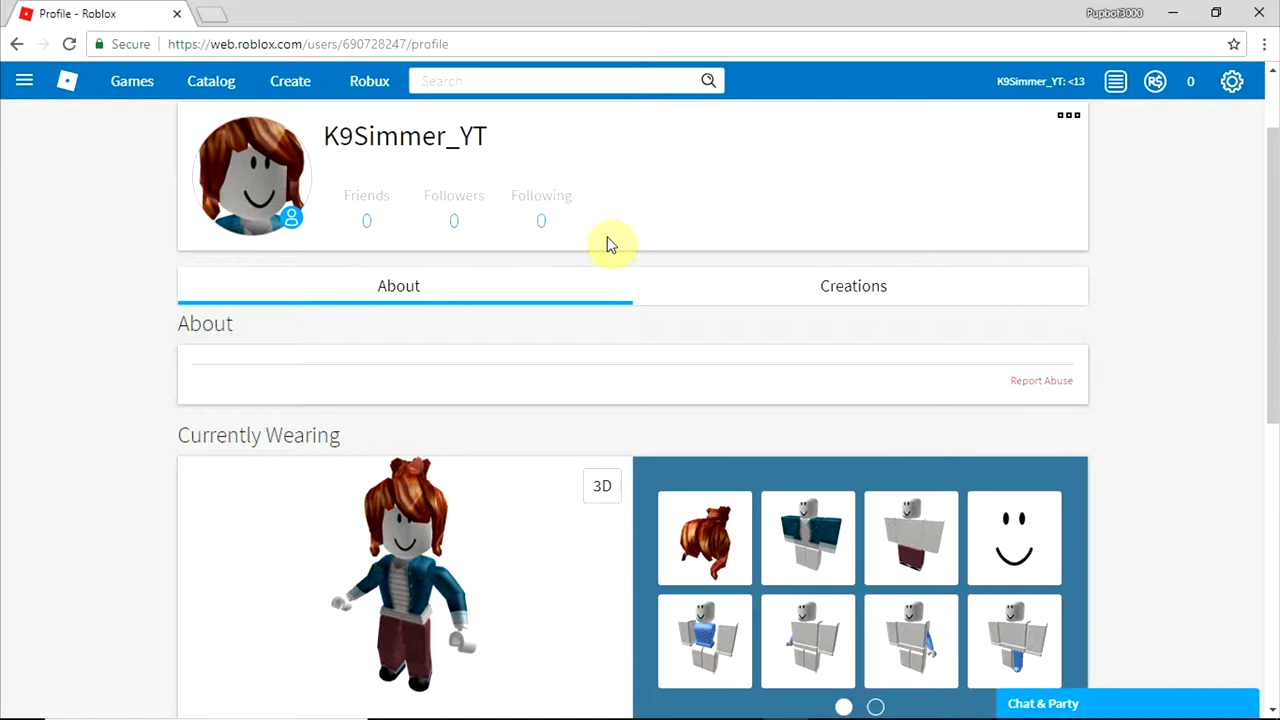 Profile - Roblox
Pupbot3000
Secure
https://web.roblox.com/users/690728247/profile
Games
Catalog
Create
Robux
Search
K9Simmer_YT: <13
R$
0
K9Simmer_YT
Friends
Followers
Following
0
0
0
About
Creations
About
Report Abuse
Currently Wearing
3D
Chat & Party